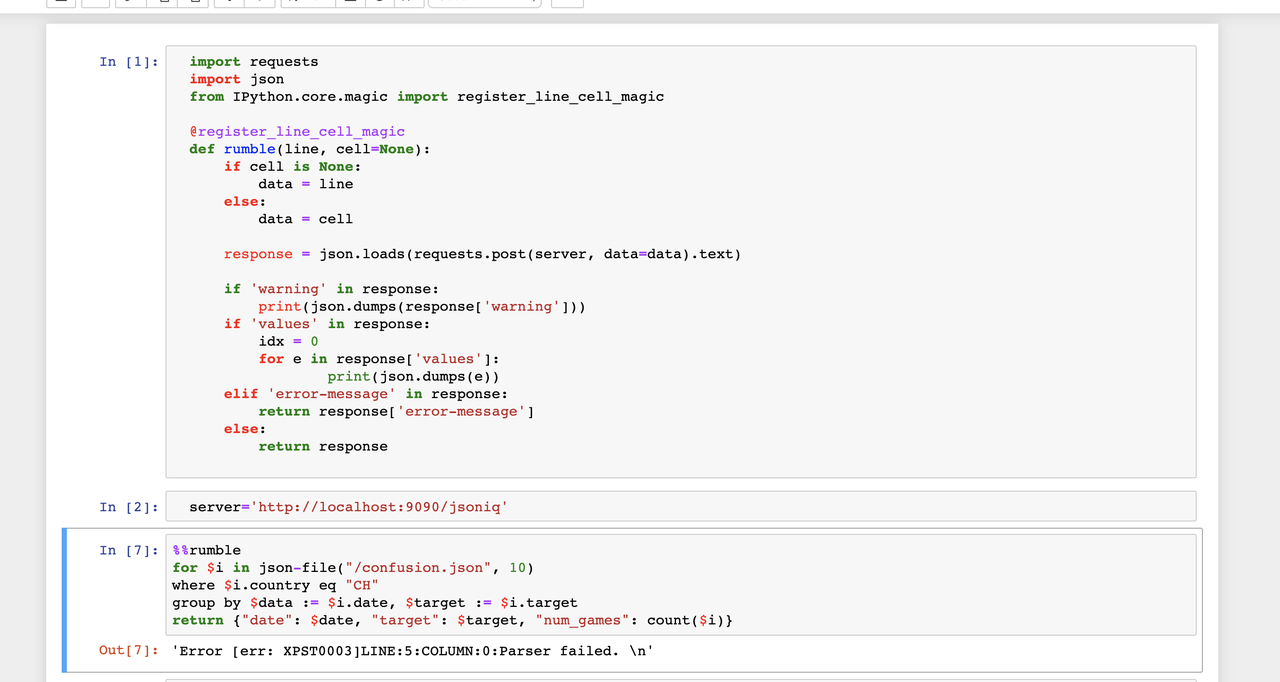 In [1]:
import requests
import json
from IPython.core.magic import register_line_cell_magic
@register_line_cell_magic
def rumble(line, cell=None):
    if cell is None:
        data = line
    else:
        data = cell
    response = json.loads(requests.post(server, data=data).text)
    if 'warning' in response:
        print(json.dumps(response['warning']))
    if 'values' in response:
        idx = 0
        for e in response['values']:
                print(json.dumps(e))
    elif 'error-message' in response:
        return response['error-message']
    else:
        return response
In [2]:
server='http://localhost:9090/jsoniq'
In [7]:
%%rumble
for $i in json-file("/confusion.json", 10)
where $i.country eq "CH"
group by $data := $i.date, $target := $i.target
return {"date": $date, "target": $target, "num_games": count($i)}
Out[7]:
'Error [err: XPST0003]LINE:5:COLUMN:0:Parser failed. \n'